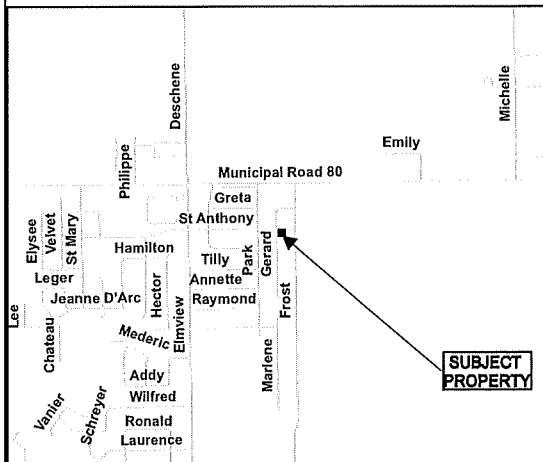 Deschene
Michelle
Emily
Philippe
Municipal Road 80
Greta
St Anthony
Elysee
Velvet
St Mary
Hamilton
Tilly
Park
Gerard
Leger
Annette
Hector
Frost
Jeanne D'Arc
Raymond
Lee
Elmview
Chateau
Mederic
Marlene
SUBJECT
PROPERTY
Addy
Wilfred
Vanier
Schreyer
Ronald
Laurence